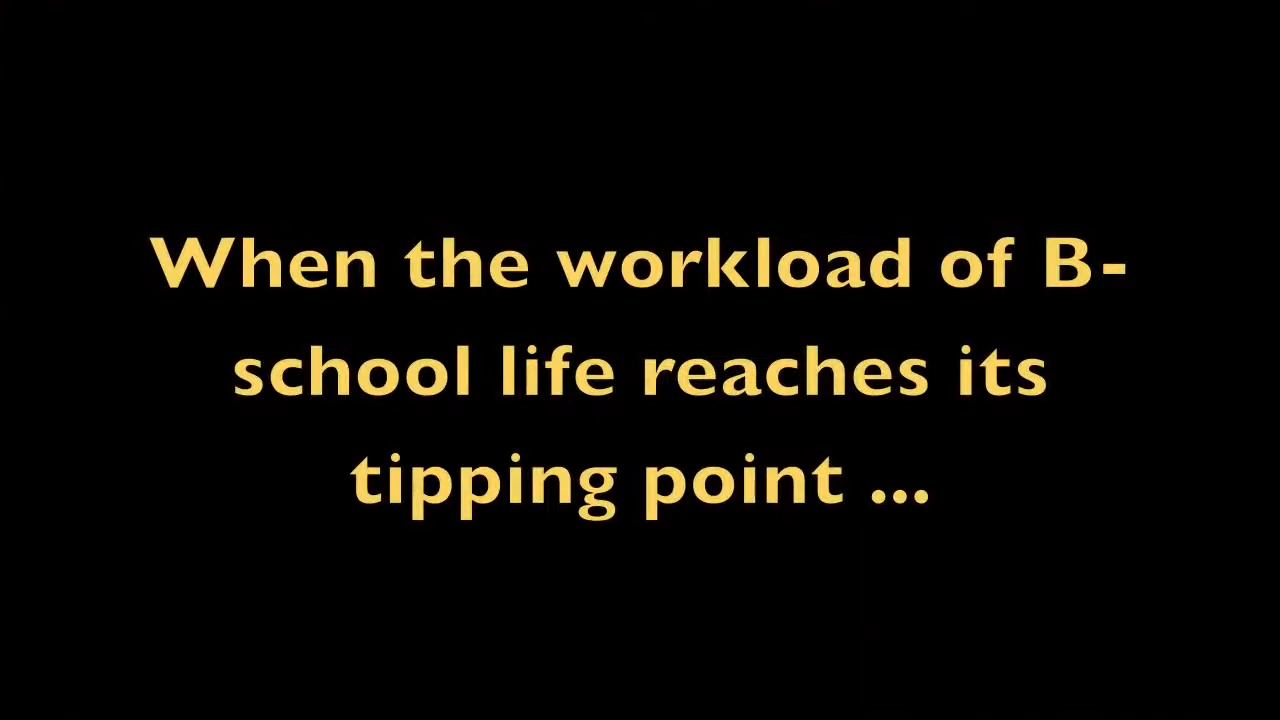 When the workload of B-
school life reaches its
tipping point ...